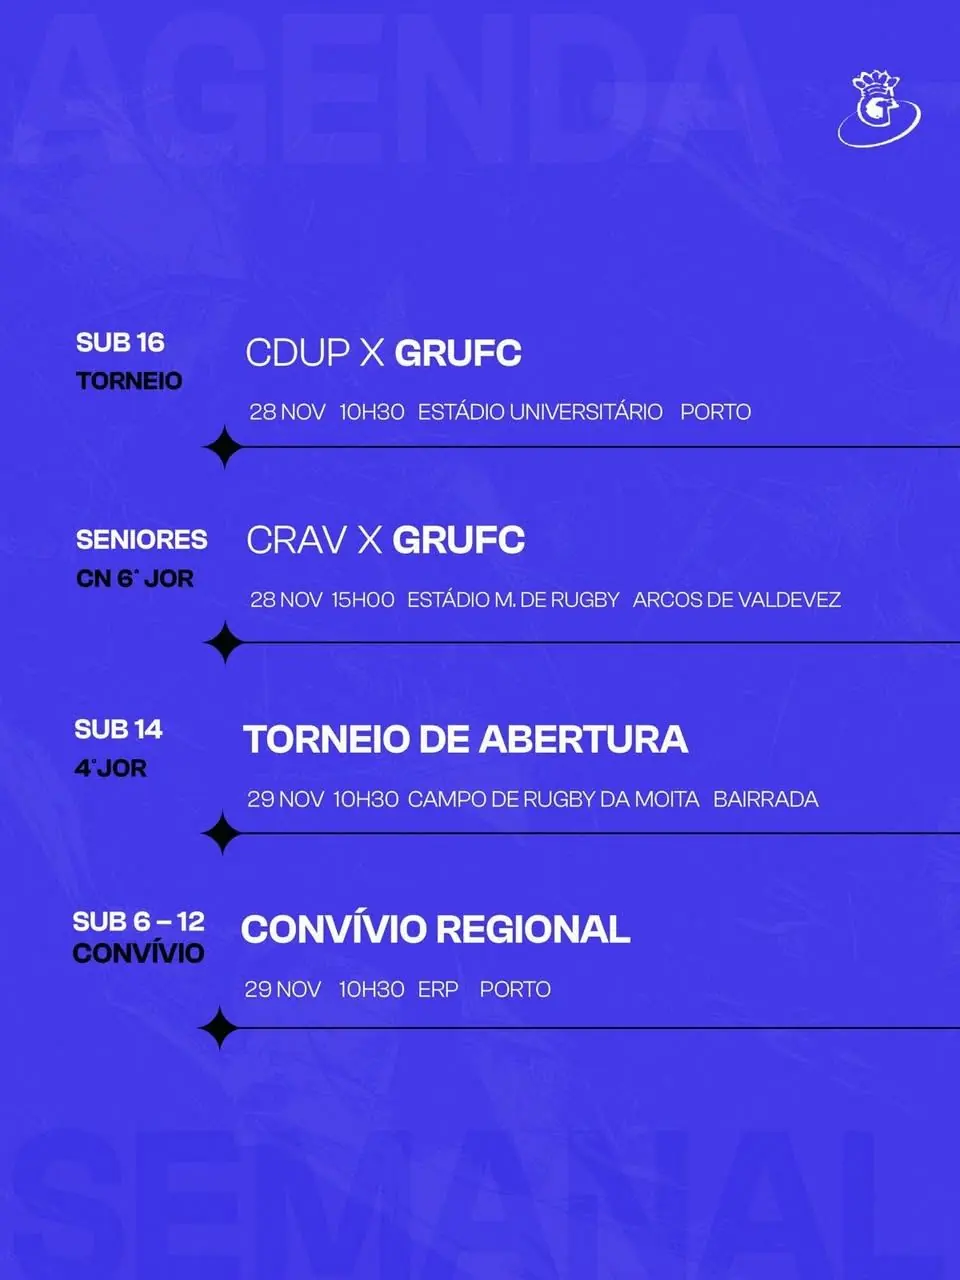 AGENDA
SUB 16
TORNEIO
CDUP X GRUFC
28 NOV 10H30 ESTÁDIO UNIVERSITÁRIO PORTO
SENIORES
CN 6ª JOR
CRAV X GRUFC
28 NOV 15H00 ESTÁDIO M. DE RUGBY ARCOS DE VALDEVEZ
SUB 14
4ªJOR
TORNEIO DE ABERTURA
29 NOV 10H30 CAMPO DE RUGBY DA MOITA BAIRRADA
SUB 6 – 12
CONVÍVIO
CONVÍVIO REGIONAL
29 NOV 10H30 ERP PORTO
SEMANAL